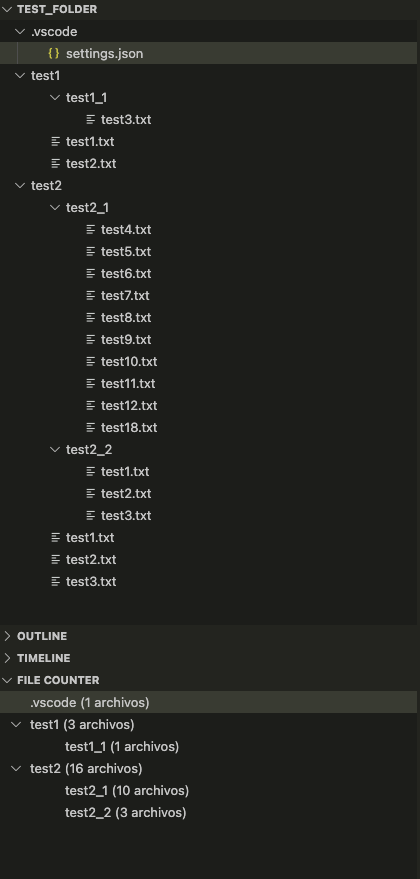 TEST_FOLDER
.vscode
{} settings.json
test1
test1_1
test3.txt
test1.txt
test2.txt
test2
test2_1
test4.txt
test5.txt
test6.txt
test7.txt
test8.txt
test9.txt
test10.txt
test11.txt
test12.txt
test18.txt
test2_2
test1.txt
test2.txt
test3.txt
test1.txt
test2.txt
test3.txt
OUTLINE
TIMELINE
FILE COUNTER
.vscode (1 archivos)
test1 (3 archivos)
test1_1 (1 archivos)
test2 (16 archivos)
test2_1 (10 archivos)
test2_2 (3 archivos)